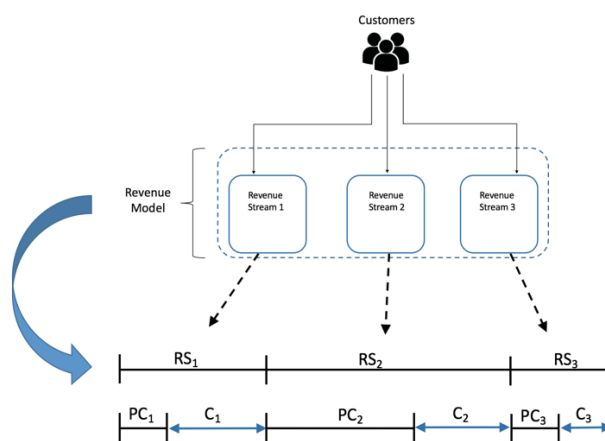 Customers
Revenue
Model
Revenue
Stream 1
Revenue
Stream 2
Revenue
Stream 3
RS₁ RS₂ RS₃
PC₁ C₁ PC₂ C₂ PC₃ C₃